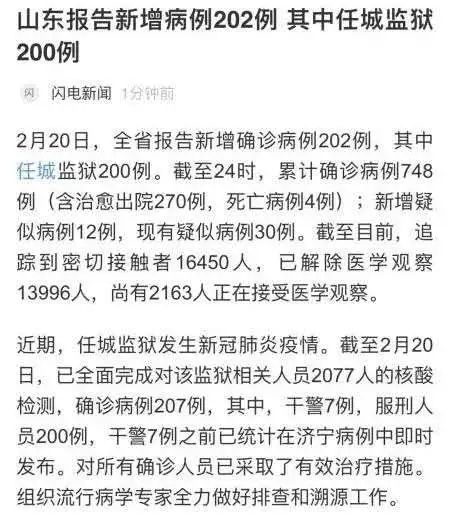 山东报告新增病例202例 其中任城监狱
200例
闪 闪电新闻 1分钟前
2月20日，全省报告新增确诊病例202例，其中
任城监狱200例。截至24时，累计确诊病例748
例（含治愈出院270例，死亡病例4例）；新增疑
似病例12例，现有疑似病例30例。截至目前，追
踪到密切接触者16450人，已解除医学观察
13996人，尚有2163人正在接受医学观察。
近期，任城监狱发生新冠肺炎疫情。截至2月20
日，已全面完成对该监狱相关人员2077人的核酸
检测，确诊病例207例，其中，干警7例，服刑人
员200例，干警7例之前已统计在济宁病例中即时
发布。对所有确诊人员已采取了有效治疗措施。
组织流行病学专家全力做好排查和溯源工作。